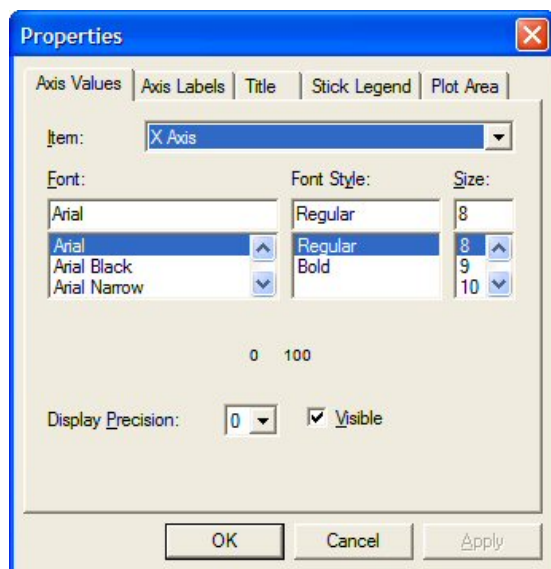 Properties
Axis Values Axis Labels Title Stick Legend Plot Area
Item: X Axis
Font: Font Style: Size:
Arial Regular 8
Arial Regular 8
Arial Black Bold 9
Arial Narrow 10
0 100
Display Precision: 0 Visible
OK Cancel Apply